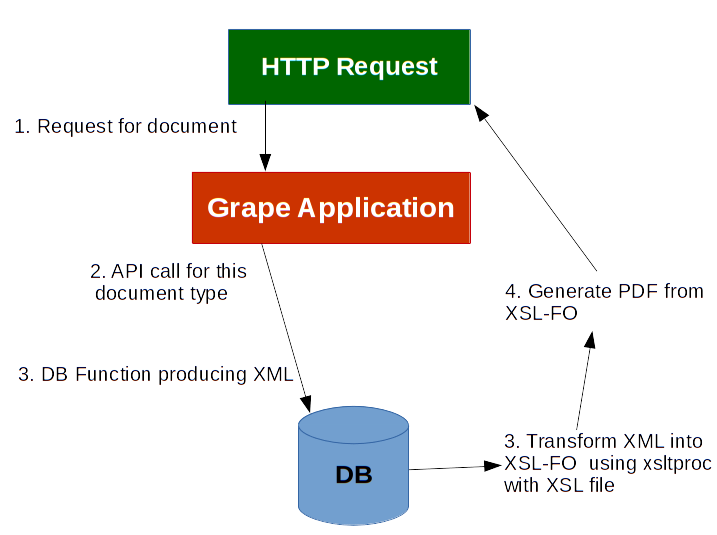 HTTP Request
1. Request for document
Grape Application
2. API call for this
document type
4. Generate PDF from
XSL-FO
3. DB Function producing XML
3. Transform XML into
XSL-FO using xsltproc
with XSL file
DB